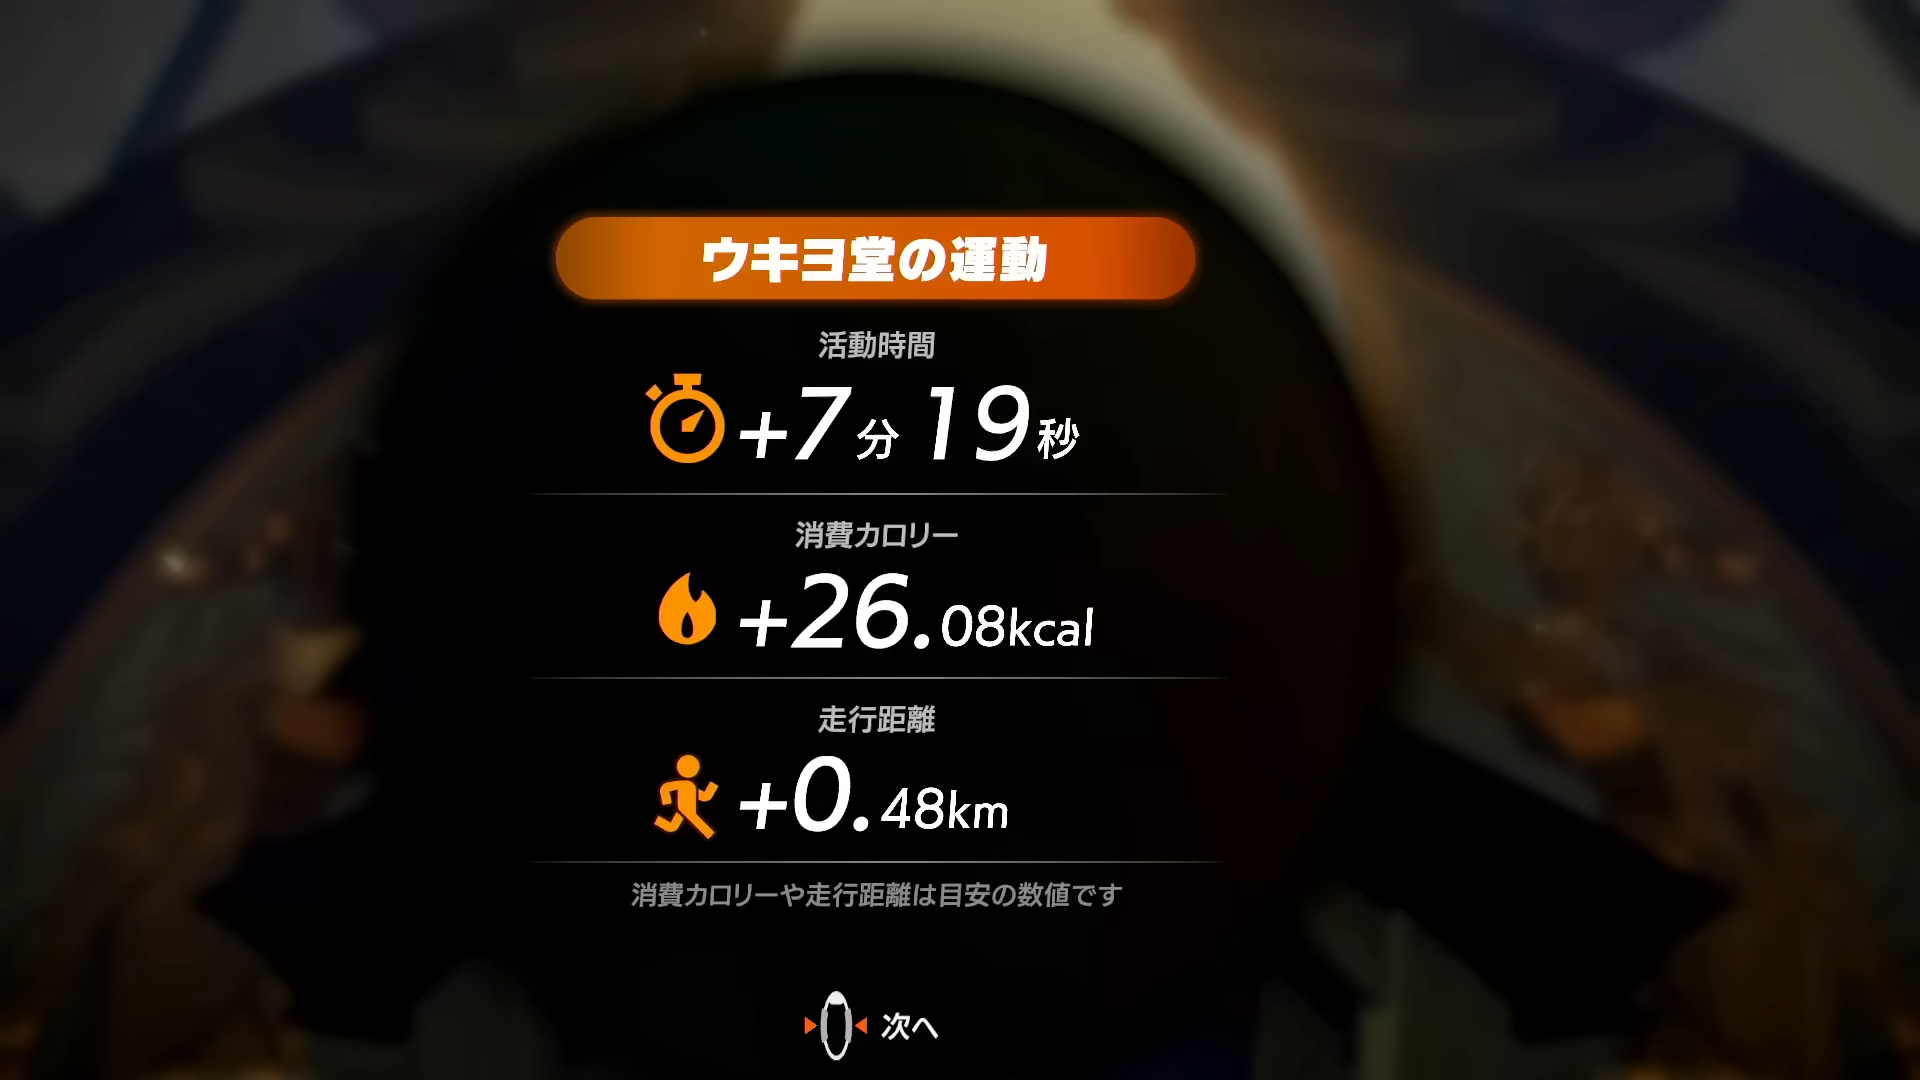 ウキヨ堂の運動
活動時間
+7分19秒
消費カロリー
+26.08kcal
走行距離
+0.48km
消費カロリーや走行距離は目安の数値です
次へ